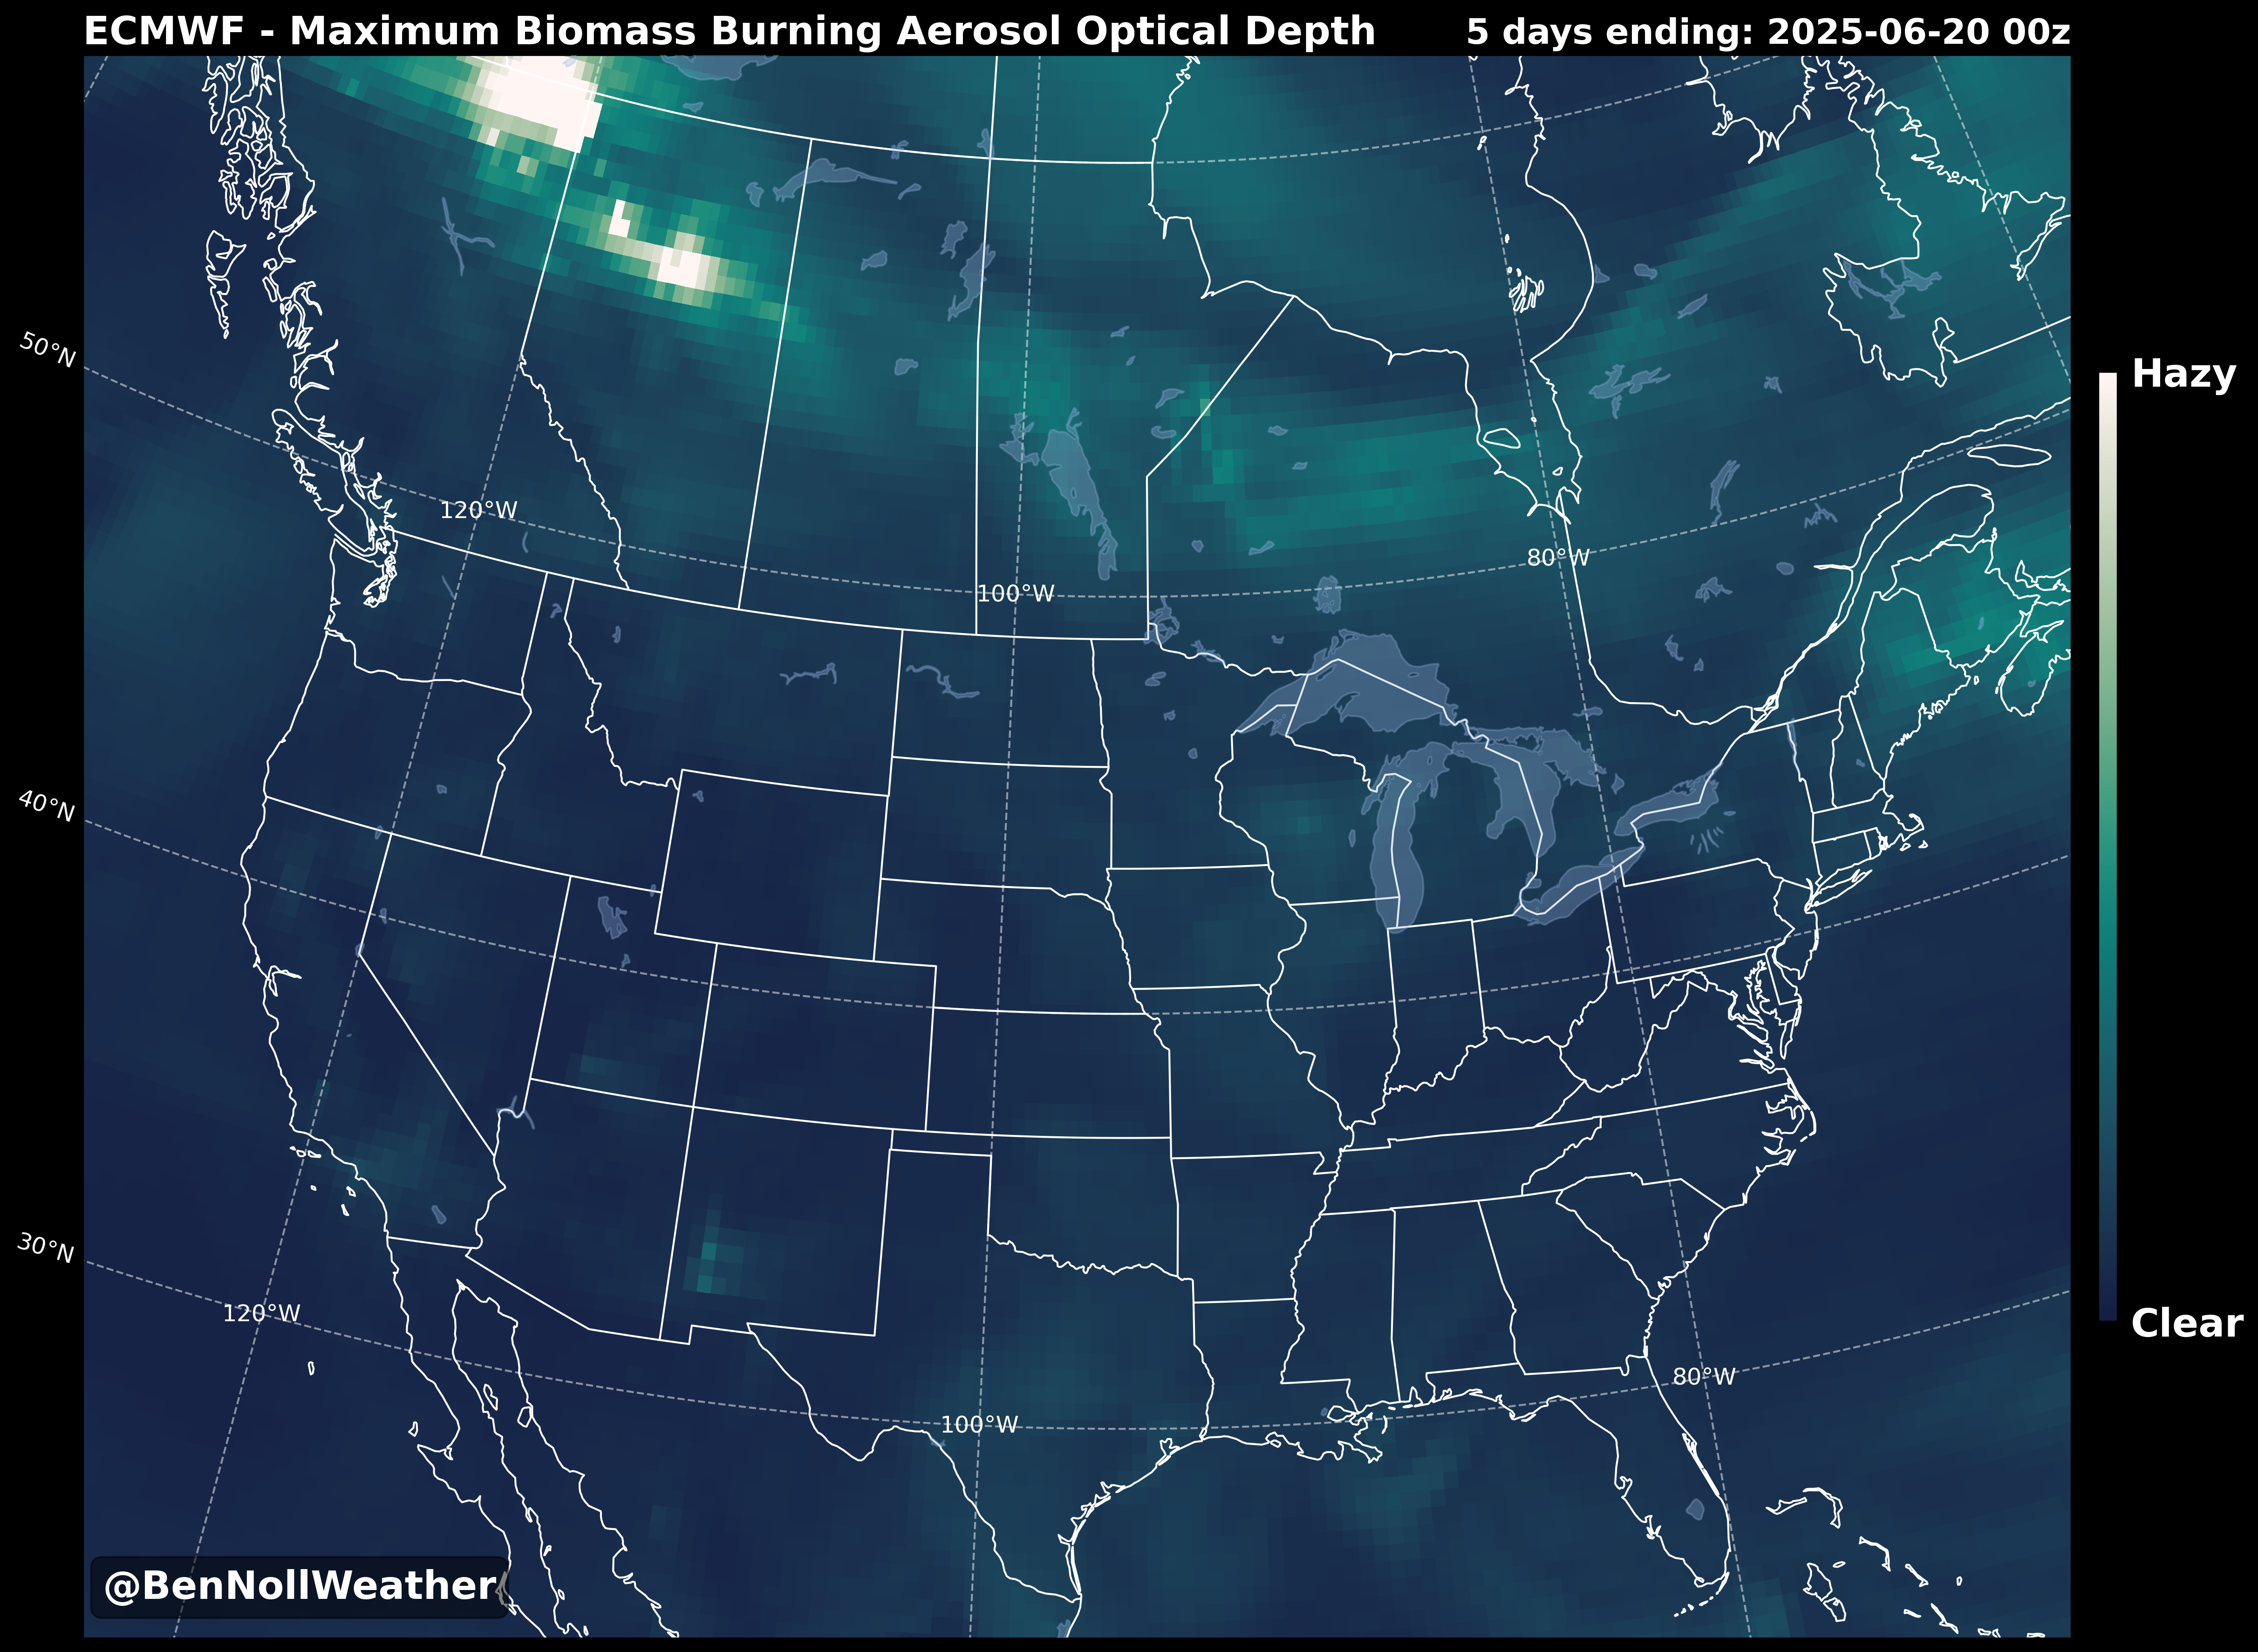 ECMWF - Maximum Biomass Burning Aerosol Optical Depth
5 days ending: 2025-06-20 00z
50°N
Hazy
120°W
80°W
100°W
40°N
30°N
120°W
Clear
80°W
100°W
@BenNollWeather